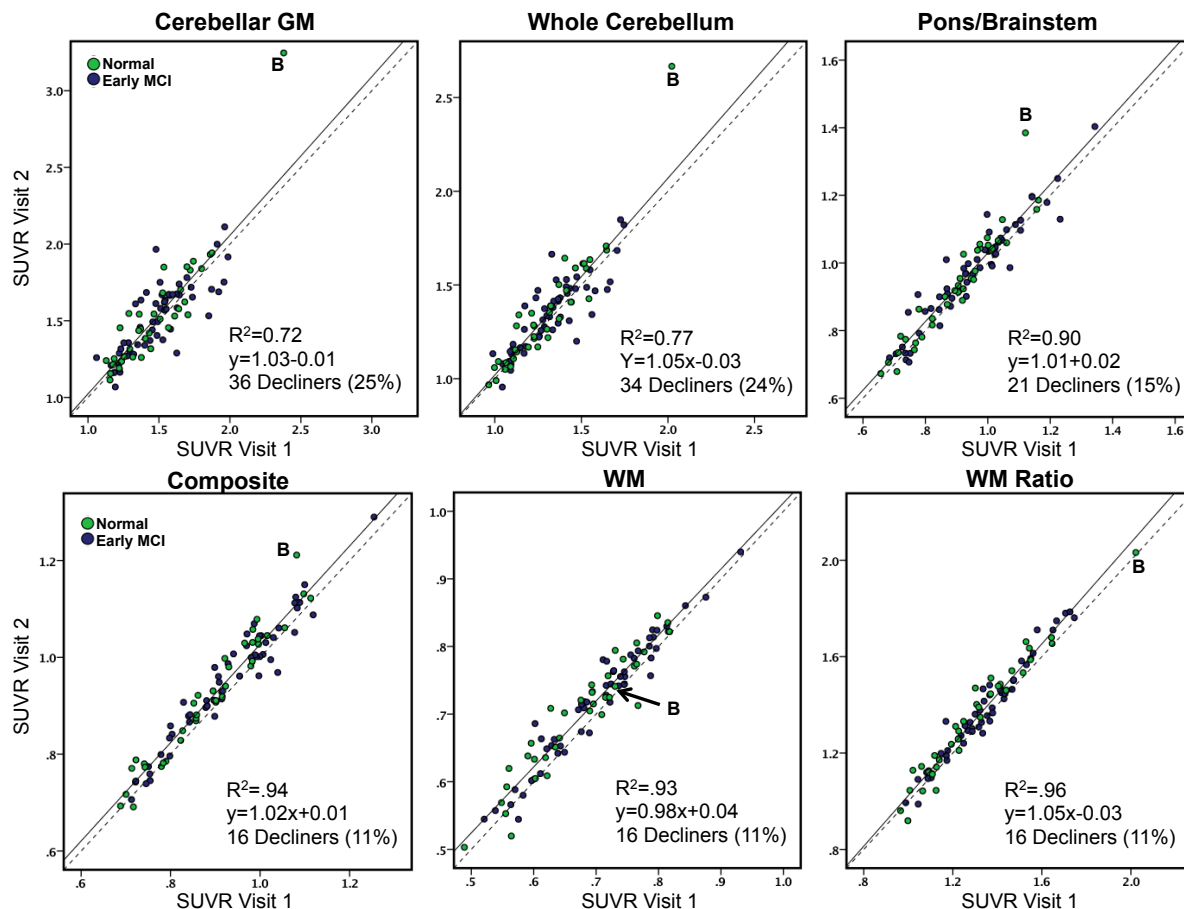 Cerebellar GM
Normal
Early MCI
B
3.0
2.5
2.0
1.5
1.0
SUVR Visit 2
R²=0.72
y=1.03-0.01
36 Decliners (25%)
1.0 1.5 2.0 2.5 3.0
SUVR Visit 1
Whole Cerebellum
B
2.5
2.0
1.5
1.0
R²=0.77
Y=1.05x-0.03
34 Decliners (24%)
1.0 1.5 2.0 2.5
SUVR Visit 1
Pons/Brainstem
B
1.6
1.4
1.2
1.0
.8
.6
R²=0.90
y=1.01+0.02
21 Decliners (15%)
.6 .8 1.0 1.2 1.4 1.6
SUVR Visit 1
Composite
Normal
Early MCI
B
1.2
1.0
.8
.6
SUVR Visit 2
R²=.94
y=1.02x+0.01
16 Decliners (11%)
.6 .8 1.0 1.2
SUVR Visit 1
WM
1.0
.9
.8
.7
.6
.5
B
R²=.93
y=0.98x+0.04
16 Decliners (11%)
.5 .6 .7 .8 .9 1.0
SUVR Visit 1
WM Ratio
B
2.0
1.6
1.2
.8
R²=.96
y=1.05x-0.03
16 Decliners (11%)
.8 1.2 1.6 2.0
SUVR Visit 1